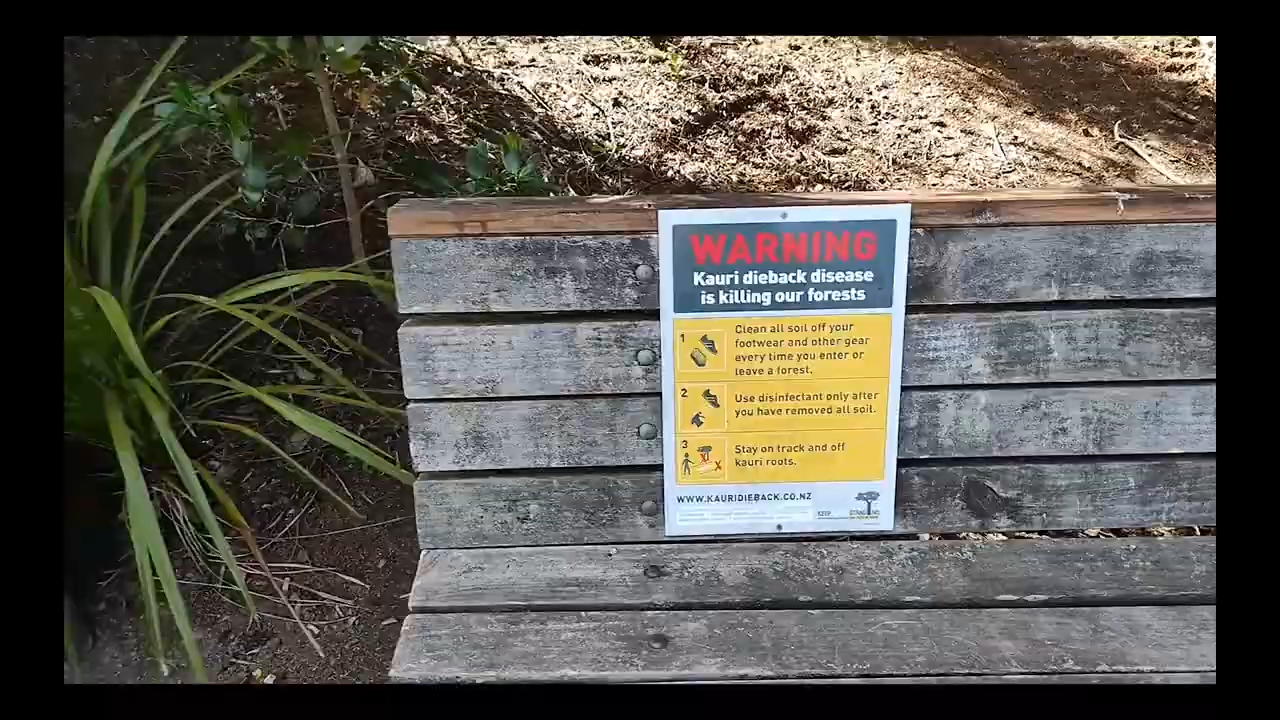 WARNING
Kauri dieback disease
is killing our forests
1
Clean all soil off your
footwear and other gear
every time you enter or
leave a forest.
2
Use disinfectant only after
you have removed all soil.
3
Stay on track and off
kauri roots.
WWW.KAURIDIEBACK.CO.NZ
KEEP
STANDING